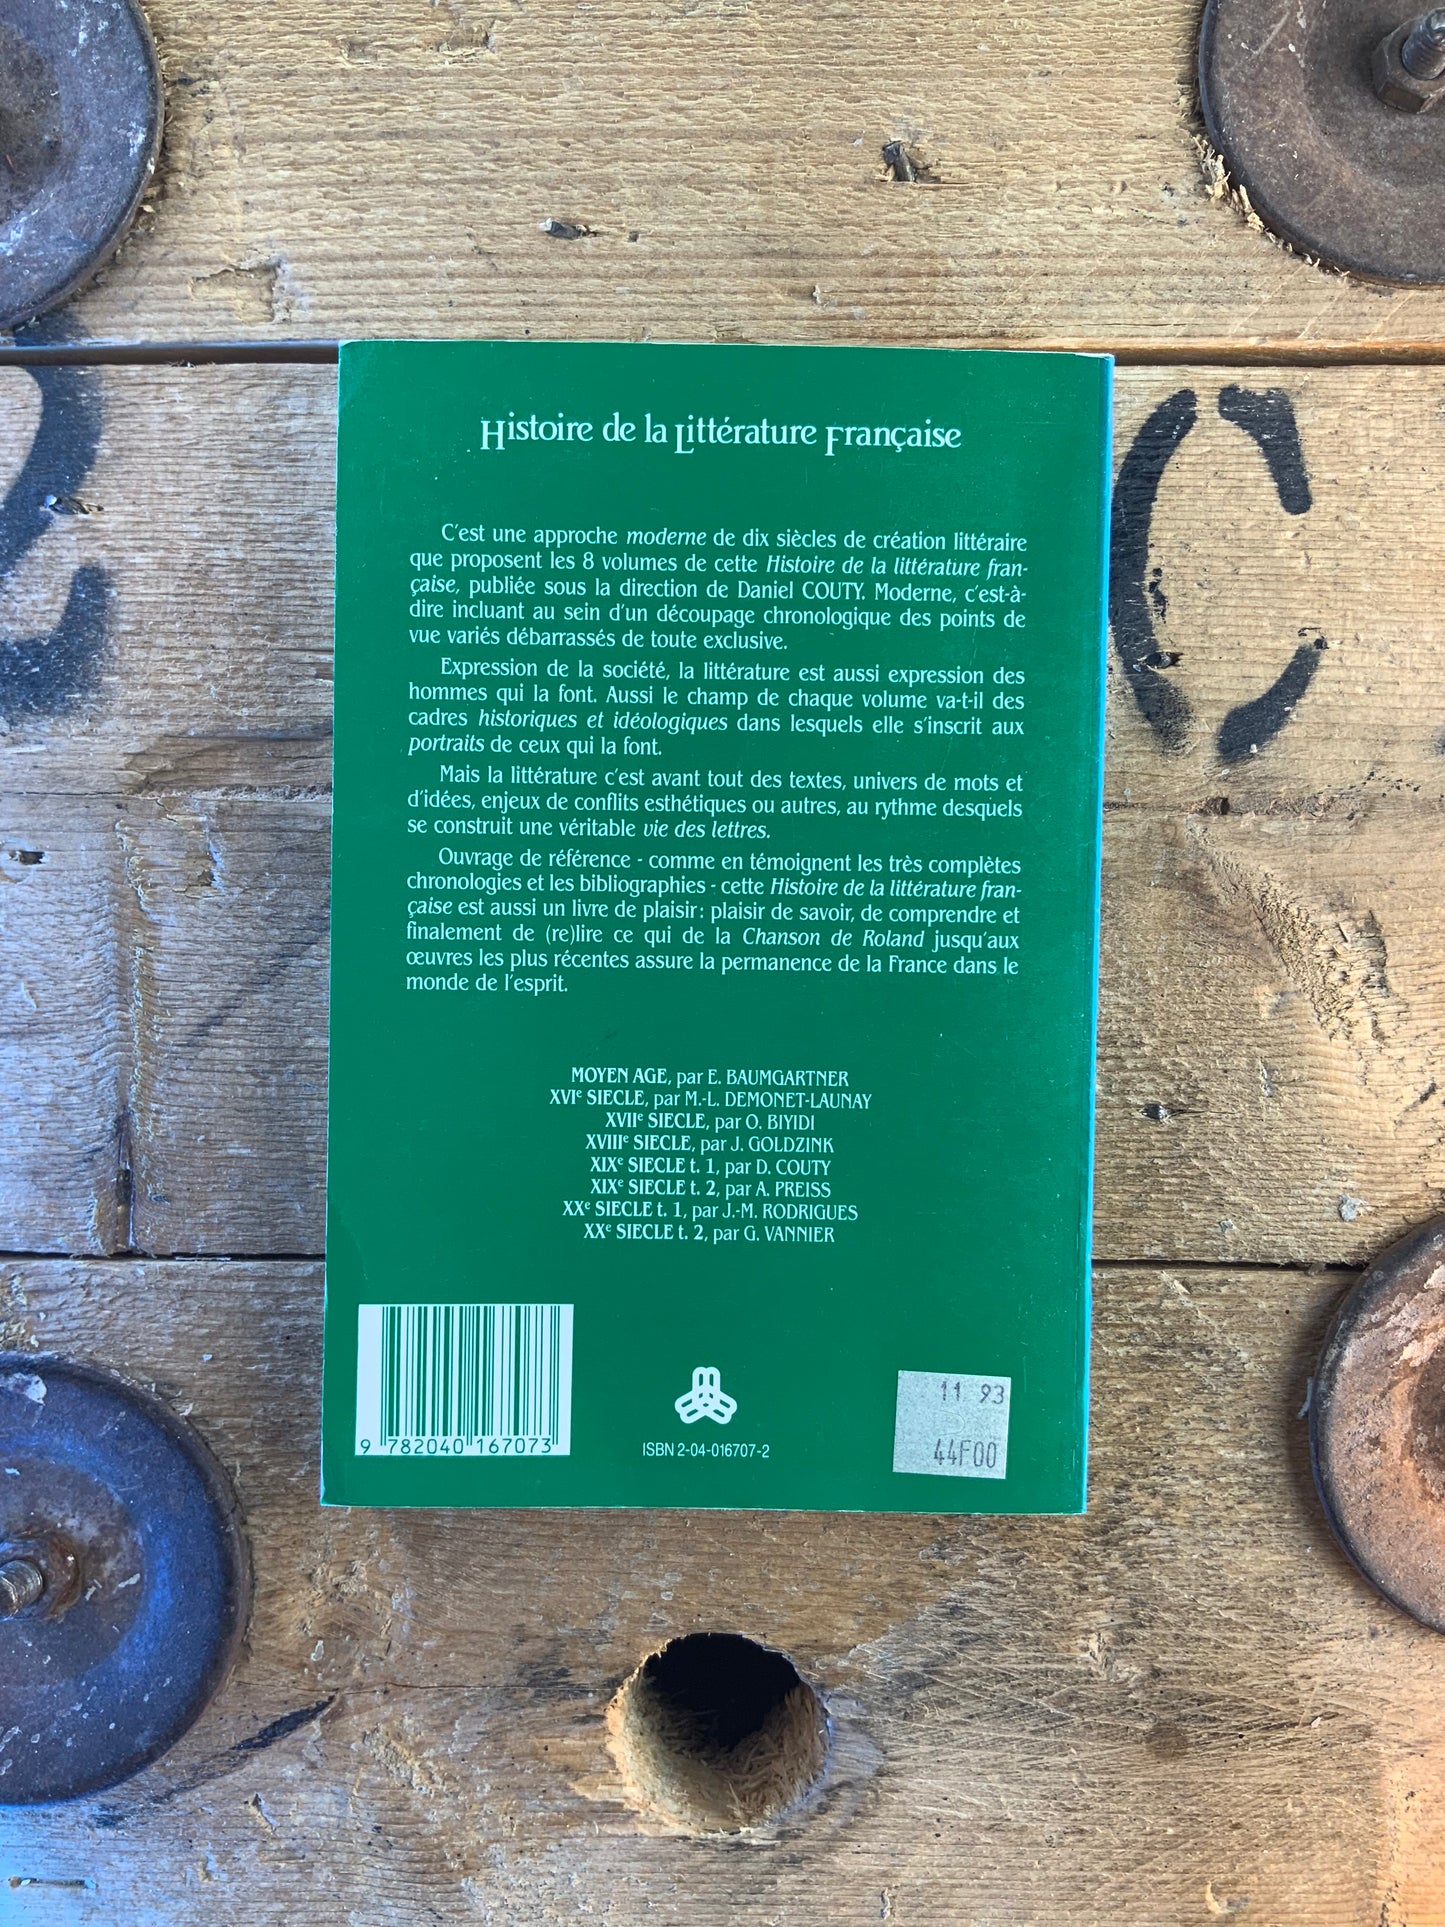 Histoire de la Littérature Française
C'est une approche moderne de dix siècles de création littéraire
que proposent les 8 volumes de cette Histoire de la littérature fran-
çaise, publiée sous la direction de Daniel COUTY. Moderne, c'est-à-
dire incluant au sein d'un découpage chronologique des points de
vue variés débarrassés de toute exclusive.
Expression de la société, la littérature est aussi expression des
hommes qui la font. Aussi le champ de chaque volume va-t-il des
cadres historiques et idéologiques dans lesquels elle s'inscrit aux
portraits de ceux qui la font.
Mais la littérature c'est avant tout des textes, univers de mots et
d'idées, enjeux de conflits esthétiques ou autres, au rythme desquels
se construit une véritable vie des lettres.
Ouvrage de référence - comme en témoignent les très complètes
chronologies et les bibliographies - cette Histoire de la littérature fran-
çaise est aussi un livre de plaisir : plaisir de savoir, de comprendre et
finalement de (re)lire ce qui de la Chanson de Roland jusqu'aux
œuvres les plus récentes assure la permanence de la France dans le
monde de l'esprit.
MOYEN AGE, par E. BAUMGARTNER
XVIe SIECLE, par M.-L. DEMONET-LAUNAY
XVIIe SIECLE, par O. BIYIDI
XVIIIe SIECLE, par J. GOLDZINK
XIXe SIECLE t. 1, par D. COUTY
XIXe SIECLE t. 2, par A. PREISS
XXe SIECLE t. 1, par J.-M. RODRIGUES
XXe SIECLE t. 2, par G. VANNIER
9 782040 167073
ISBN 2-04-016707-2
11 93
44F00
C